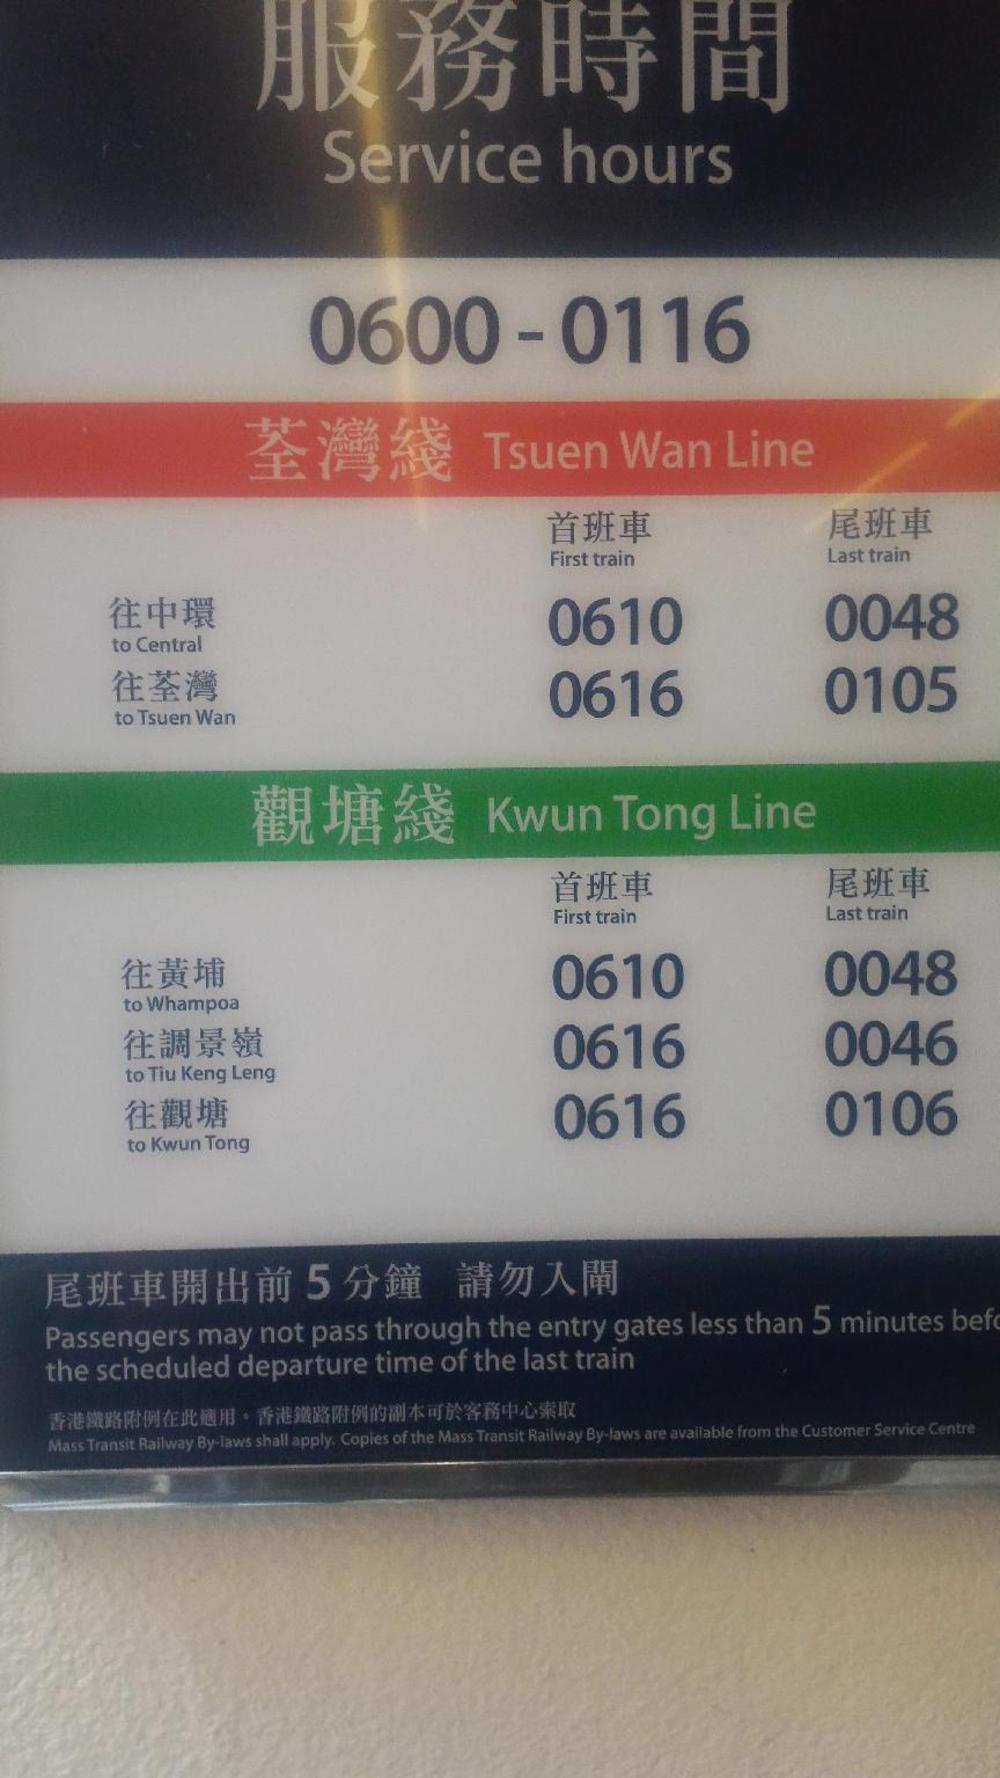 服務時間
Service hours
0600 - 0116
荃灣綫 Tsuen Wan Line
首班車 尾班車
First train Last train
往中環 0610 0048
to Central
往荃灣 0616 0105
to Tsuen Wan
觀塘綫 Kwun Tong Line
首班車 尾班車
First train Last train
往黃埔 0610 0048
to Whampoa
往調景嶺 0616 0046
to Tiu Keng Leng
往觀塘 0616 0106
to Kwun Tong
尾班車開出前 5 分鐘 請勿入閘
Passengers may not pass through the entry gates less than 5 minutes befo
the scheduled departure time of the last train
香港鐵路附例在此適用。香港鐵路附例的副本可於客務中心索取
Mass Transit Railway By-laws shall apply. Copies of the Mass Transit Railway By-laws are available from the Customer Service Centre